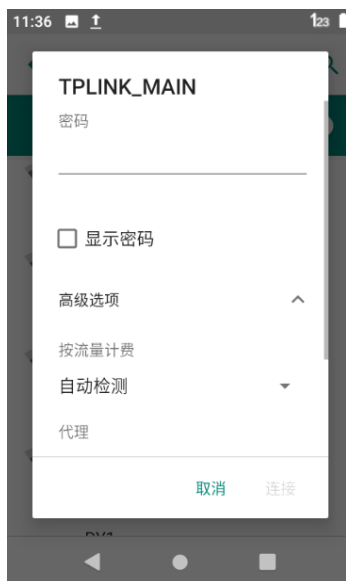 11:36
123
TPLINK_MAIN
密码
显示密码
高级选项
按流量计费
自动检测
代理
取消
连接